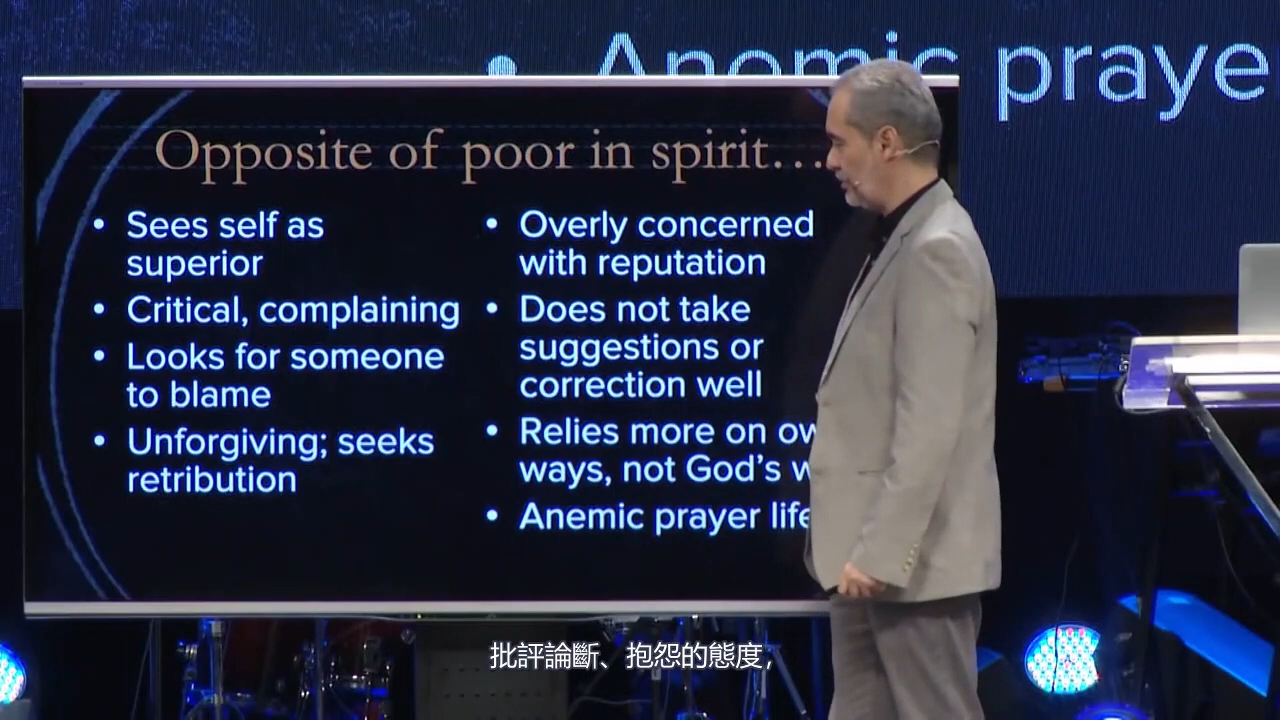 Anemic praye
Opposite of poor in spirit…
• Sees self as
superior
• Critical, complaining
• Looks for someone
to blame
• Unforgiving; seeks
retribution
• Overly concerned
with reputation
• Does not take
suggestions or
correction well
• Relies more on ow
ways, not God’s w
• Anemic prayer life
批評論斷、抱怨的態度,